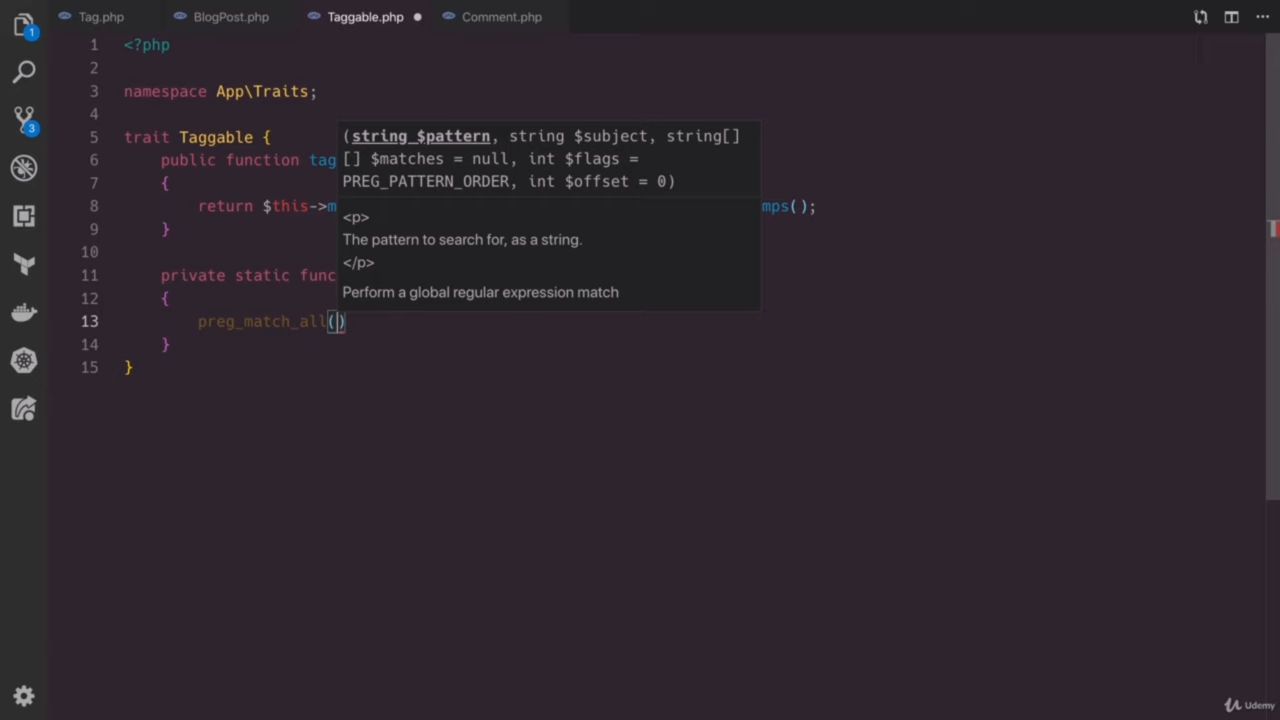 Tag.php BlogPost.php Taggable.php Comment.php
1 <?php
2
3 namespace App\Traits;
4
5 trait Taggable {
6 public function tag
7 {
8 return $this->m mps();
9 }
10
11 private static func
12 {
13 preg_match_all()
14 }
15 }
(string $pattern, string $subject, string[]
[] $matches = null, int $flags =
PREG_PATTERN_ORDER, int $offset = 0)
<p>
The pattern to search for, as a string.
</p>
Perform a global regular expression match
1
3
Udemy